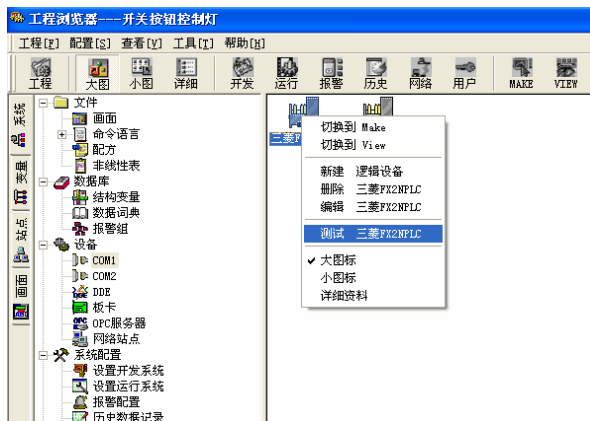 工程浏览器---开关按钮控制灯
工程[F] 配置[S] 查看[V] 工具[T] 帮助[H]
工程 大图 小图 详细 开发 运行 报警 历史 网络 用户 MAKE VIEW
系统
变量
站点
画面
文件
画面
命令语言
配方
非线性表
数据库
结构变量
数据词典
报警组
设备
COM1
COM2
DDE
板卡
OPC服务器
网络站点
系统配置
设置开发系统
设置运行系统
报警配置
历史数据记录
三菱F
切换到 Make
切换到 View
新建 逻辑设备
删除 三菱FX2NPLC
编辑 三菱FX2NPLC
测试 三菱FX2NPLC
大图标
小图标
详细资料